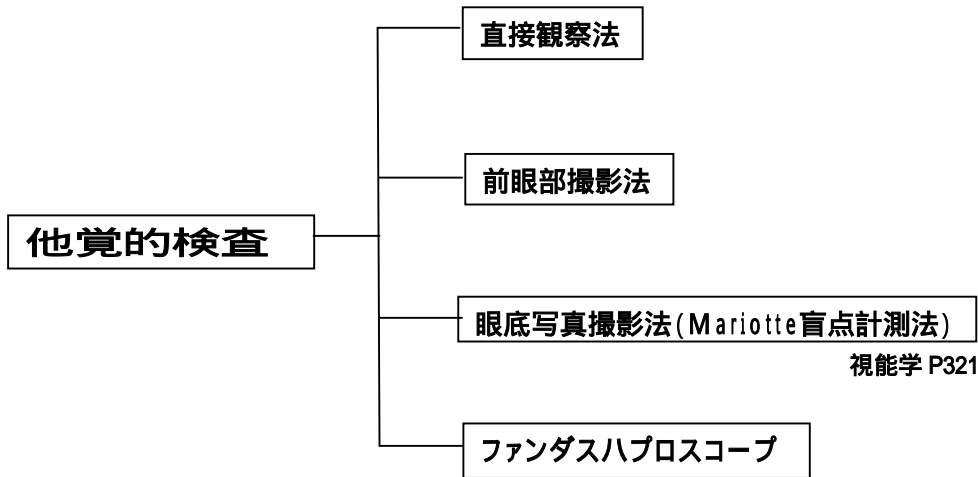 直接観察法
前眼部撮影法
他覚的検査
眼底写真撮影法(Mariotte盲点計測法)
視能学 P321
ファンダスハプロスコープ